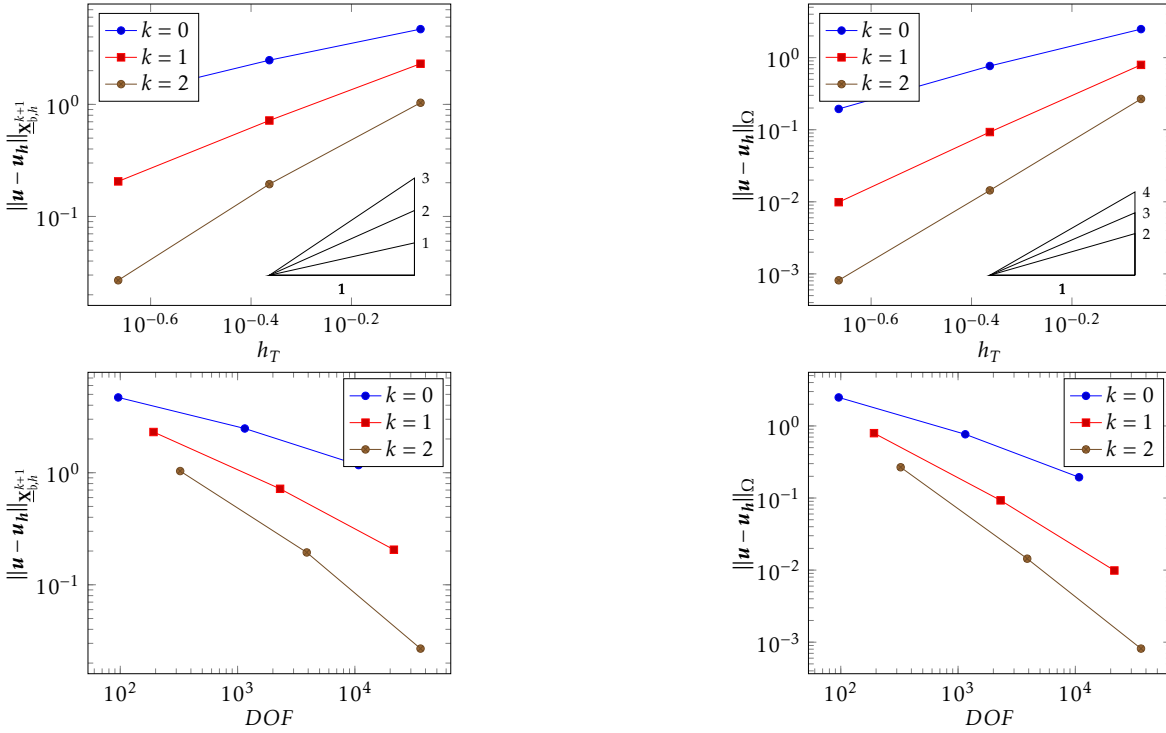 k = 0
k = 1
k = 2
10^0
10^−1
||u − u_h||_{X^{k+1}_{b,h}}
3
2
1
1
10^−0.6
10^−0.4
10^−0.2
h_T
k = 0
k = 1
k = 2
10^0
10^−1
10^−2
10^−3
||u − u_h||_Ω
4
3
2
1
10^−0.6
10^−0.4
10^−0.2
h_T
k = 0
k = 1
k = 2
10^0
10^−1
||u − u_h||_{X^{k+1}_{b,h}}
10^2
10^3
10^4
DOF
k = 0
k = 1
k = 2
10^0
10^−1
10^−2
10^−3
||u − u_h||_Ω
10^2
10^3
10^4
DOF